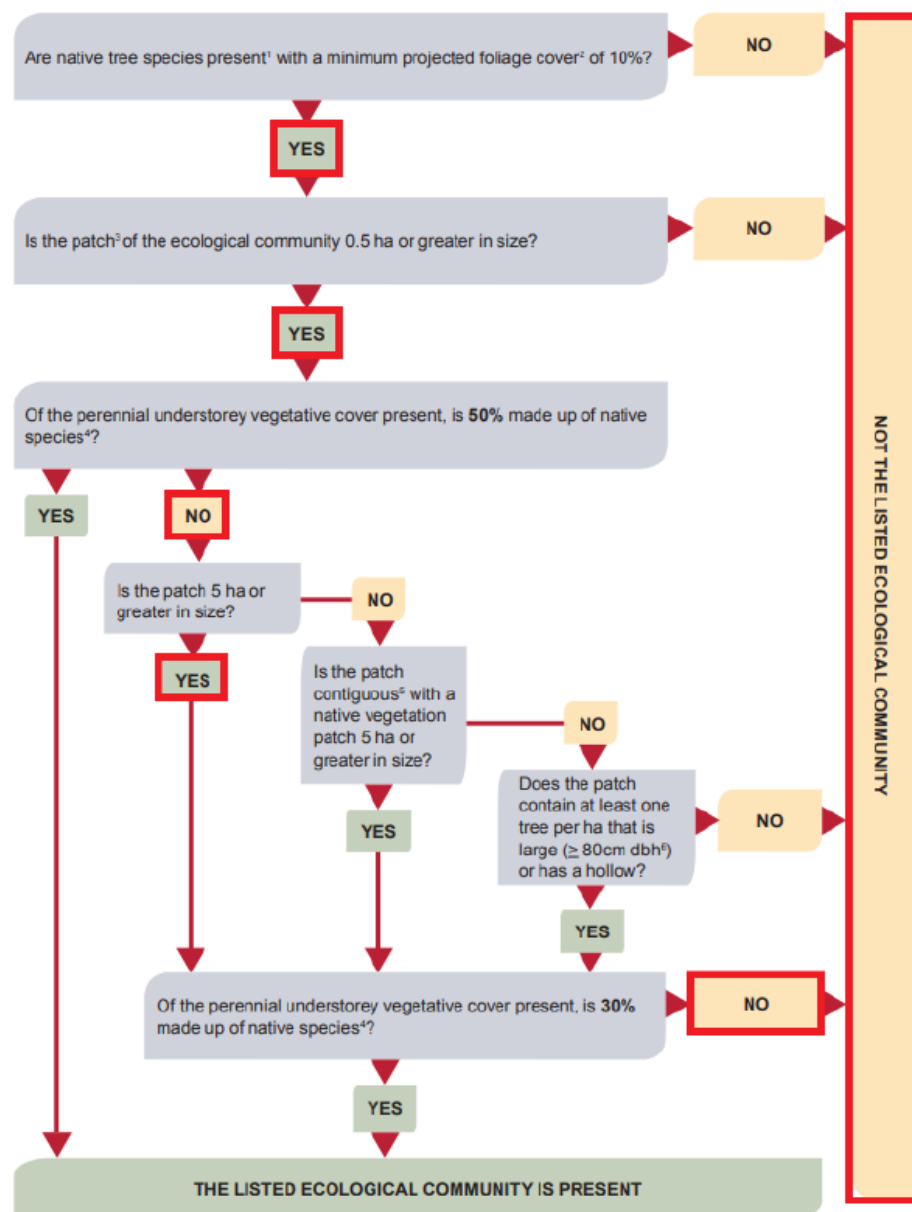 Are native tree species present¹ with a minimum projected foliage cover² of 10%?
NO
YES
Is the patch³ of the ecological community 0.5 ha or greater in size?
NO
YES
Of the perennial understorey vegetative cover present, is 50% made up of native
species⁴?
YES
NO
Is the patch 5 ha or
greater in size?
NO
YES
Is the patch
contiguous⁵ with a
native vegetation
patch 5 ha or
greater in size?
NO
YES
Does the patch
contain at least one
tree per ha that is
large (≥ 80cm dbh⁶)
or has a hollow?
NO
YES
Of the perennial understorey vegetative cover present, is 30%
made up of native species⁴?
NO
YES
THE LISTED ECOLOGICAL COMMUNITY IS PRESENT
NOT THE LISTED ECOLOGICAL COMMUNITY